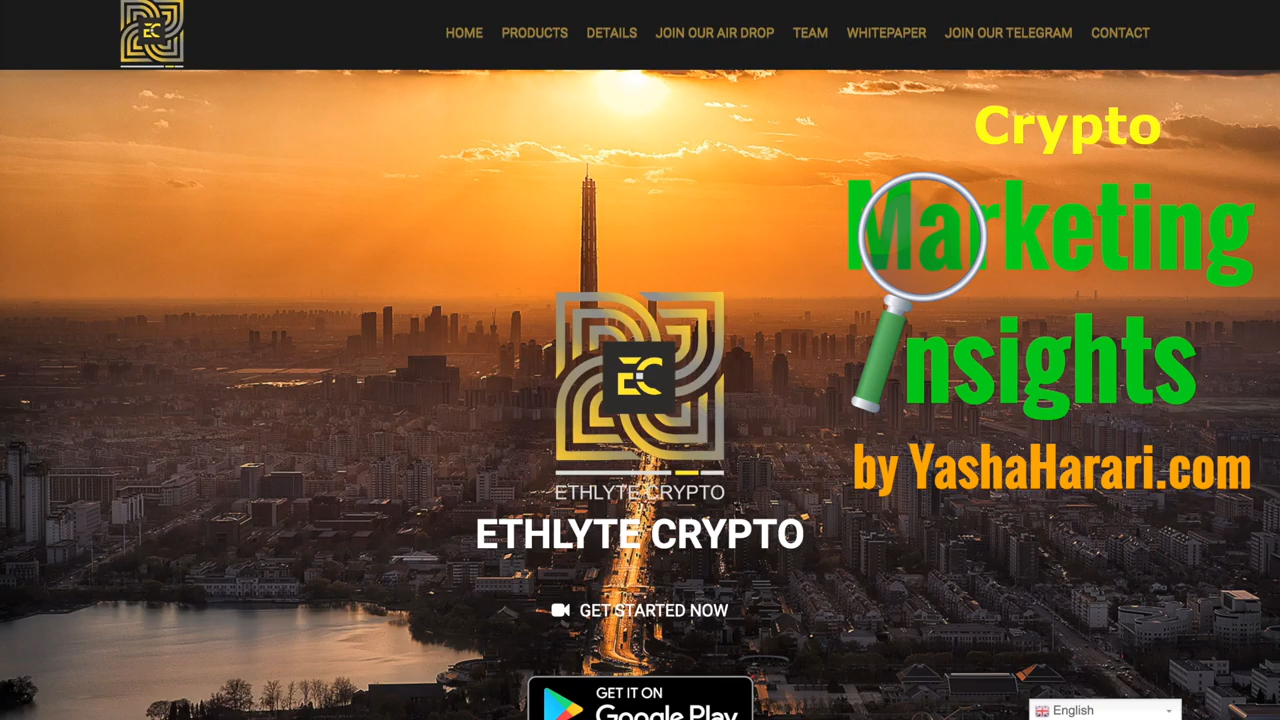 EC
HOME PRODUCTS DETAILS JOIN OUR AIR DROP TEAM WHITEPAPER JOIN OUR TELEGRAM CONTACT
Crypto
Marketing
Insights
by YashaHarari.com
EC
ETHLYTE CRYPTO
ETHLYTE CRYPTO
GET STARTED NOW
GET IT ON
Google Play
English